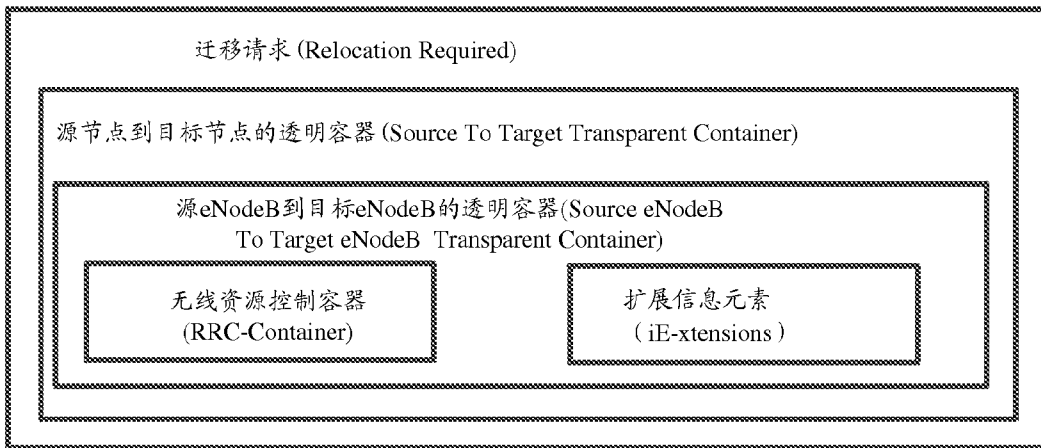 迁移请求(Relocation Required)
源节点到目标节点的透明容器(Source To Target Transparent Container)
源eNodeB到目标eNodeB的透明容器(Source eNodeB
To Target eNodeB Transparent Container)
无线资源控制容器
(RRC-Container)
扩展信息元素
（iE-xtensions）